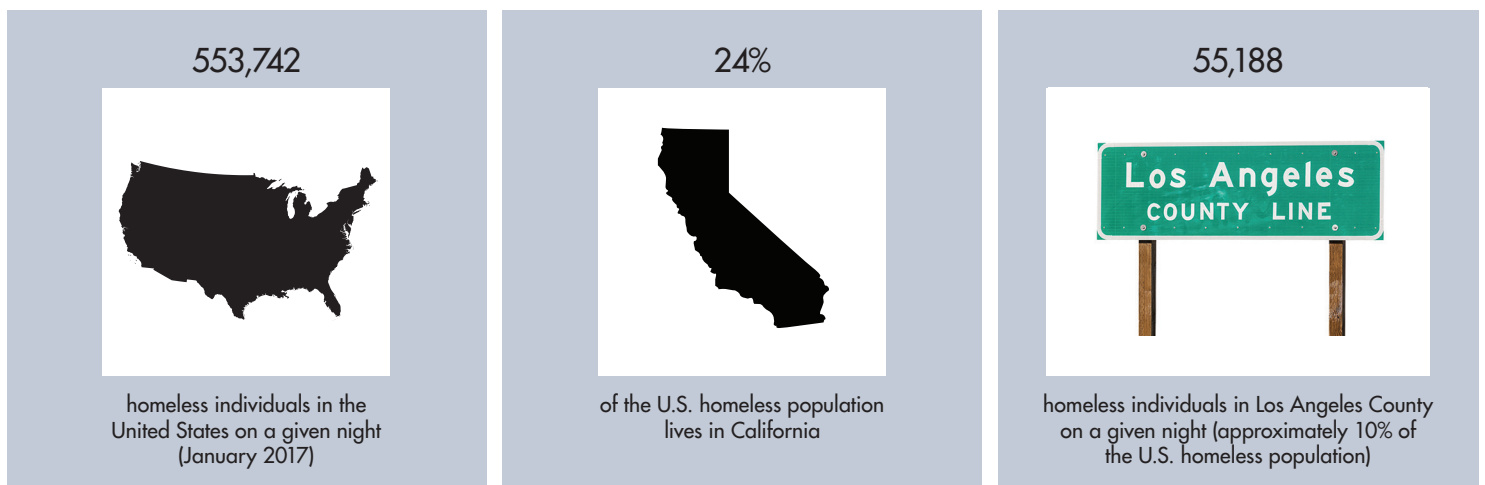 553,742
homeless individuals in the
United States on a given night
(January 2017)
24%
of the U.S. homeless population
lives in California
55,188
Los Angeles
COUNTY LINE
homeless individuals in Los Angeles County
on a given night (approximately 10% of
the U.S. homeless population)